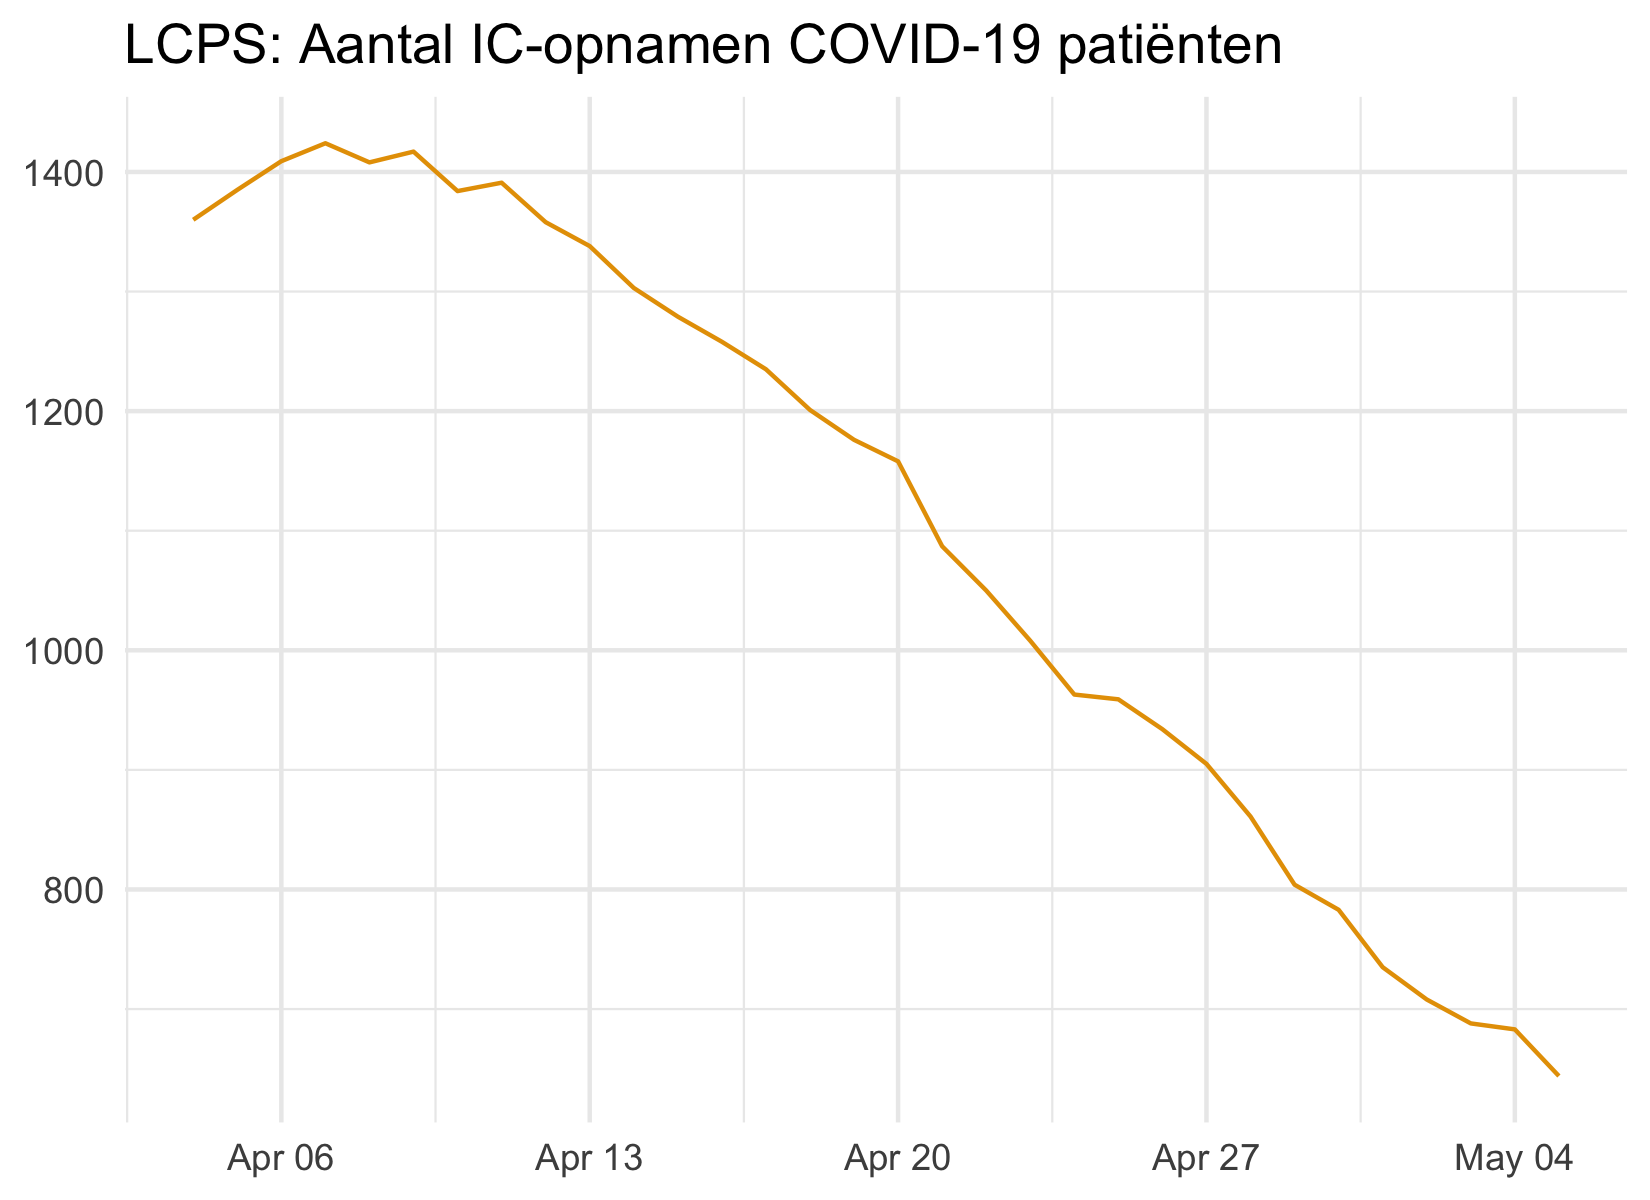 LCPS: Aantal IC-opnamen COVID-19 patiënten
1400
1200
1000
800
Apr 06
Apr 13
Apr 20
Apr 27
May 04